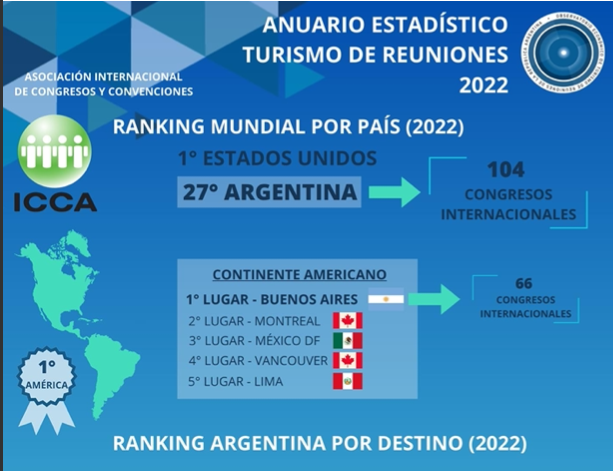 ANUARIO ESTADÍSTICO
TURISMO DE REUNIONES
2022
ASOCIACIÓN INTERNACIONAL
DE CONGRESOS Y CONVENCIONES
ICCA
RANKING MUNDIAL POR PAÍS (2022)
1° ESTADOS UNIDOS
27° ARGENTINA
104
CONGRESOS
INTERNACIONALES
CONTINENTE AMERICANO
1° LUGAR - BUENOS AIRES
2° LUGAR - MONTREAL
3° LUGAR - MÉXICO DF
4° LUGAR - VANCOUVER
5° LUGAR - LIMA
66
CONGRESOS
INTERNACIONALES
1°
AMÉRICA
RANKING ARGENTINA POR DESTINO (2022)